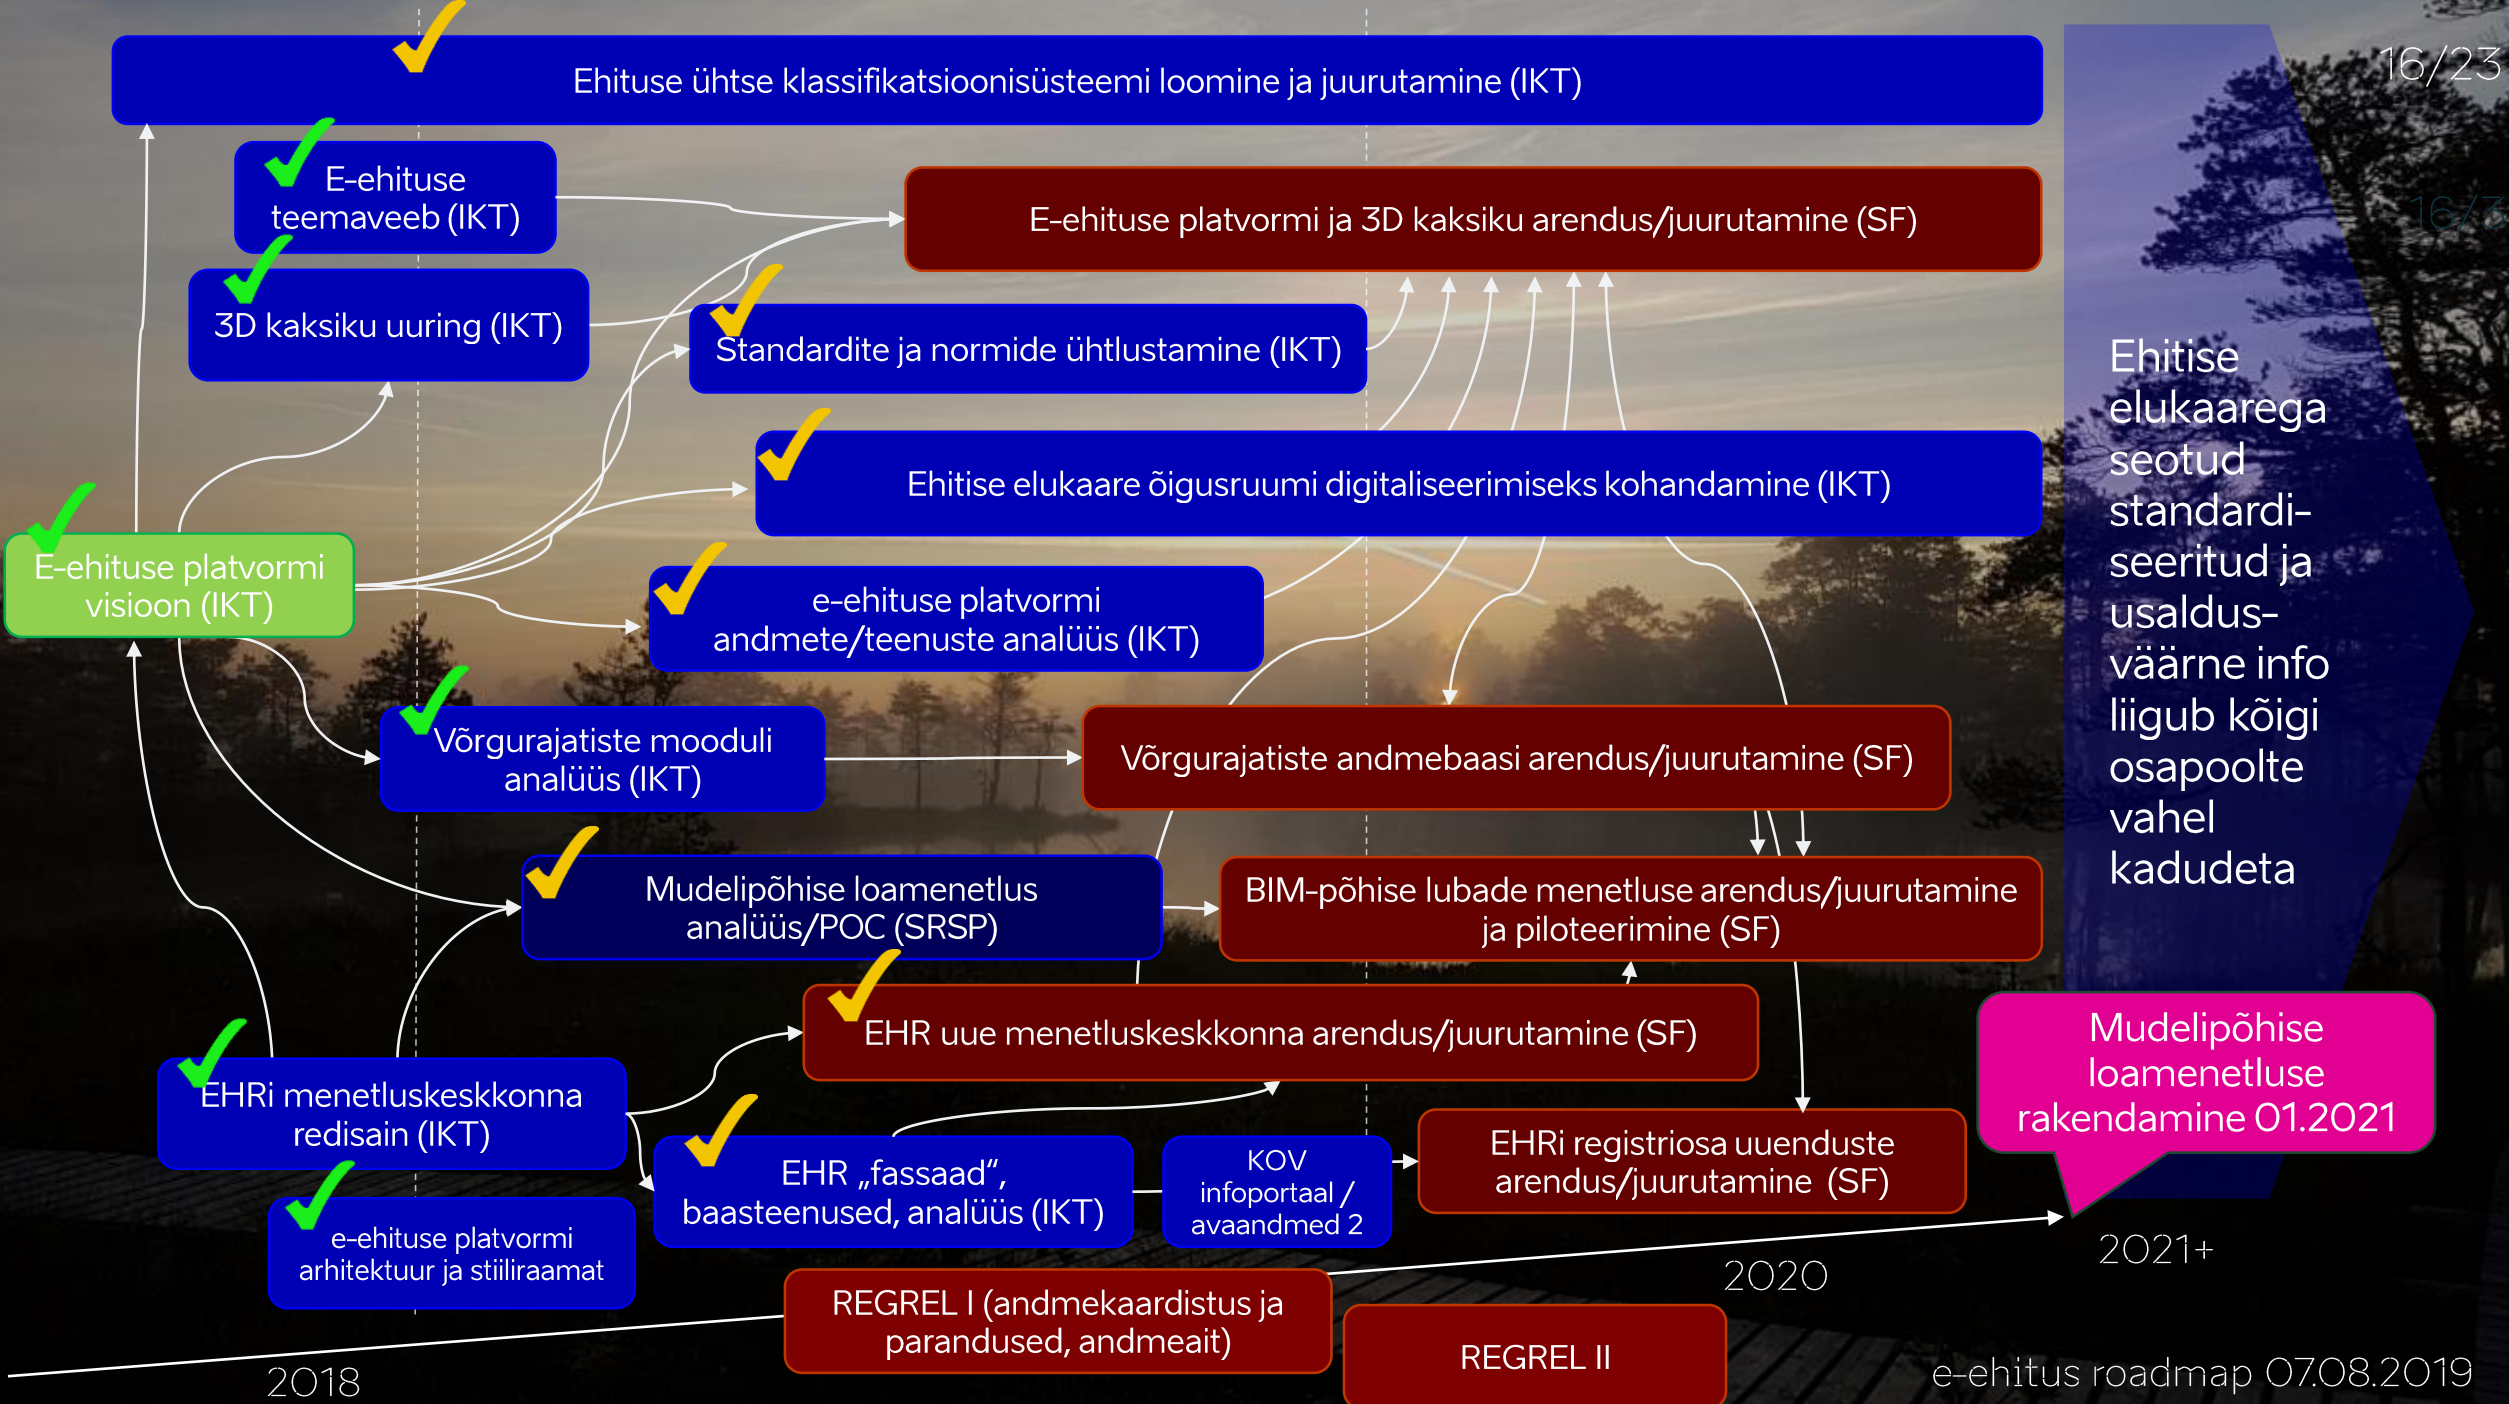 16/23
Ehituse ühtse klassifikatsioonisüsteemi loomine ja juurutamine (IKT)
E-ehituse
teemaveeb (IKT)
E-ehituse platvormi ja 3D kaksiku arendus/juurutamine (SF)
16/3
3D kaksiku uuring (IKT)
Standardite ja normide ühtlustamine (IKT)
Ehitise elukaare õigusruumi digitaliseerimiseks kohandamine (IKT)
Ehitise
elukaarega
seotud
standardi-
seeritud ja
usaldus-
väärne info
liigub kõigi
osapoolte
vahel
kadudeta
E-ehituse platvormi
visioon (IKT)
e-ehituse platvormi
andmete/teenuste analüüs (IKT)
Võrgurajatiste mooduli
analüüs (IKT)
Võrgurajatiste andmebaasi arendus/juurutamine (SF)
Mudelipõhise loamenetlus
analüüs/POC (SRSP)
BIM-põhise lubade menetluse arendus/juurutamine
ja piloteerimine (SF)
EHR uue menetluskeskkonna arendus/juurutamine (SF)
Mudelipõhise
loamenetluse
rakendamine 01.2021
EHRi menetluskeskkonna
redisain (IKT)
EHR „fassaad“,
baasteenused, analüüs (IKT)
KOV
infoportaal /
avaandmed 2
EHRi registriosa uuenduste
arendus/juurutamine (SF)
e-ehituse platvormi
arhitektuur ja stiiliraamat
REGREL I (andmekaardistus ja
parandused, andmeait)
REGREL II
2018
2020
2021+
e-ehitus roadmap 07.08.2019